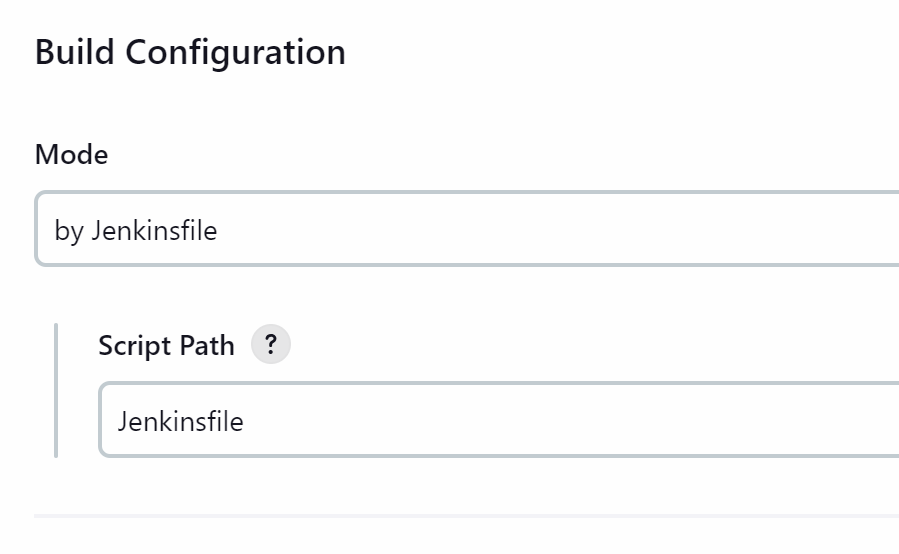 Build Configuration
Mode
by Jenkinsfile
Script Path ?
Jenkinsfile